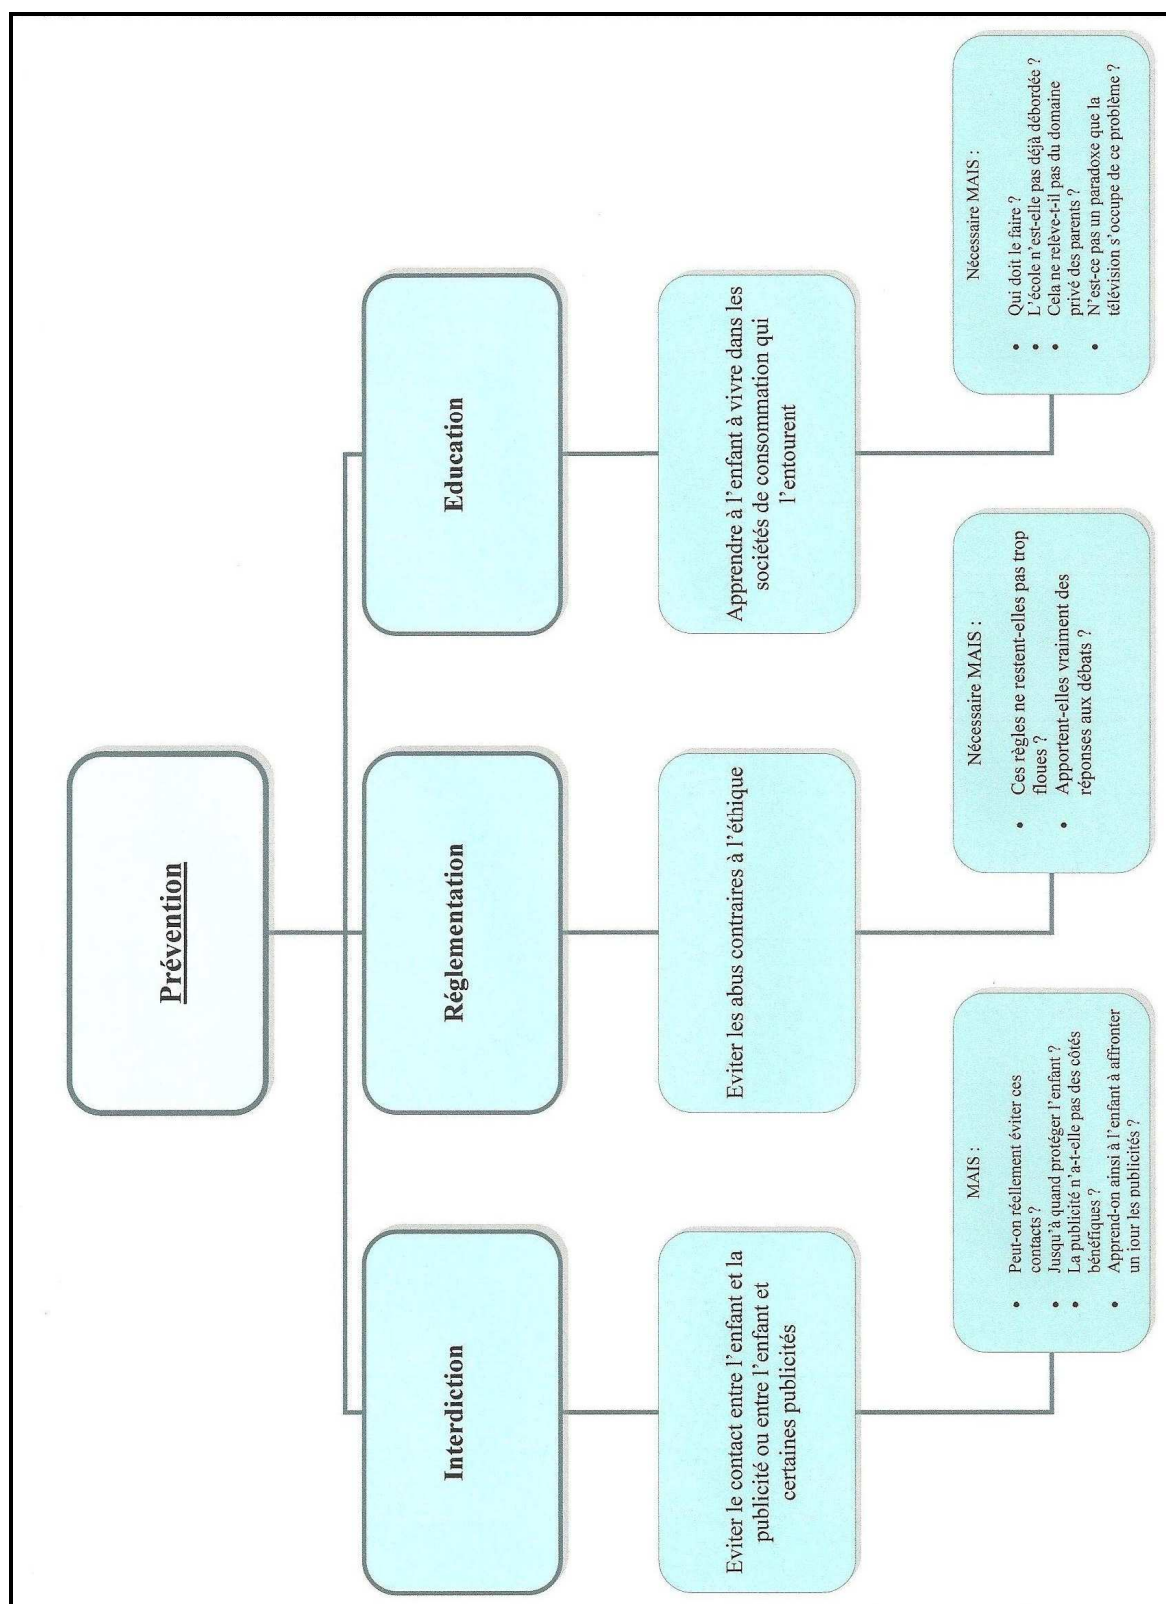 Prévention
Interdiction
Réglementation
Education
Eviter le contact entre l'enfant et la
publicité ou entre l'enfant et
certaines publicités
Eviter les abus contraires à l'éthique
Apprendre à l'enfant à vivre dans les
sociétés de consommation qui
l'entourent
MAIS :
• Peut-on réellement éviter ces
contacts ?
• Jusqu'à quand protéger l'enfant ?
• La publicité n'a-t-elle pas des côtés
bénéfiques ?
• Apprend-on ainsi à l'enfant à affronter
un jour les publicités ?
Nécessaire MAIS :
• Ces règles ne restent-elles pas trop
floues ?
• Apportent-elles vraiment des
réponses aux débats ?
Nécessaire MAIS :
• Qui doit le faire ?
• L'école n'est-elle pas déjà débordée ?
• Cela ne relève-t-il pas du domaine
privé des parents ?
• N'est-ce pas un paradoxe que la
télévision s'occupe de ce problème ?